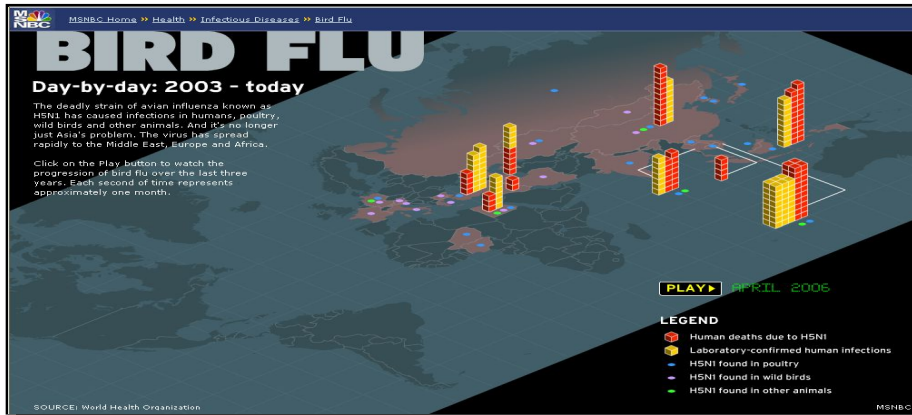 MSNBC
MSNBC Home » Health » Infectious Diseases » Bird Flu
BIRD FLU
Day-by-day: 2003 - today
The deadly strain of avian influenza known as
H5N1 has caused infections in humans, poultry,
wild birds and other animals. And it's no longer
just Asia's problem. The virus has spread
rapidly to the Middle East, Europe and Africa.
Click on the Play button to watch the
progression of bird flu over the last three
years. Each second of time represents
approximately one month.
PLAY
APRIL 2006
LEGEND
Human deaths due to H5N1
Laboratory-confirmed human infections
H5N1 found in poultry
H5N1 found in wild birds
H5N1 found in other animals
SOURCE: World Health Organization
MSNBC